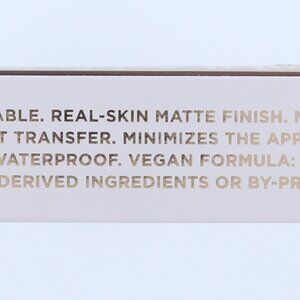 ABLE. REAL-SKIN MATTE FINISH.
TRANSFER. MINIMIZES THE APP
WATERPROOF. VEGAN FORMULA:
DERIVED INGREDIENTS OR BY-PR